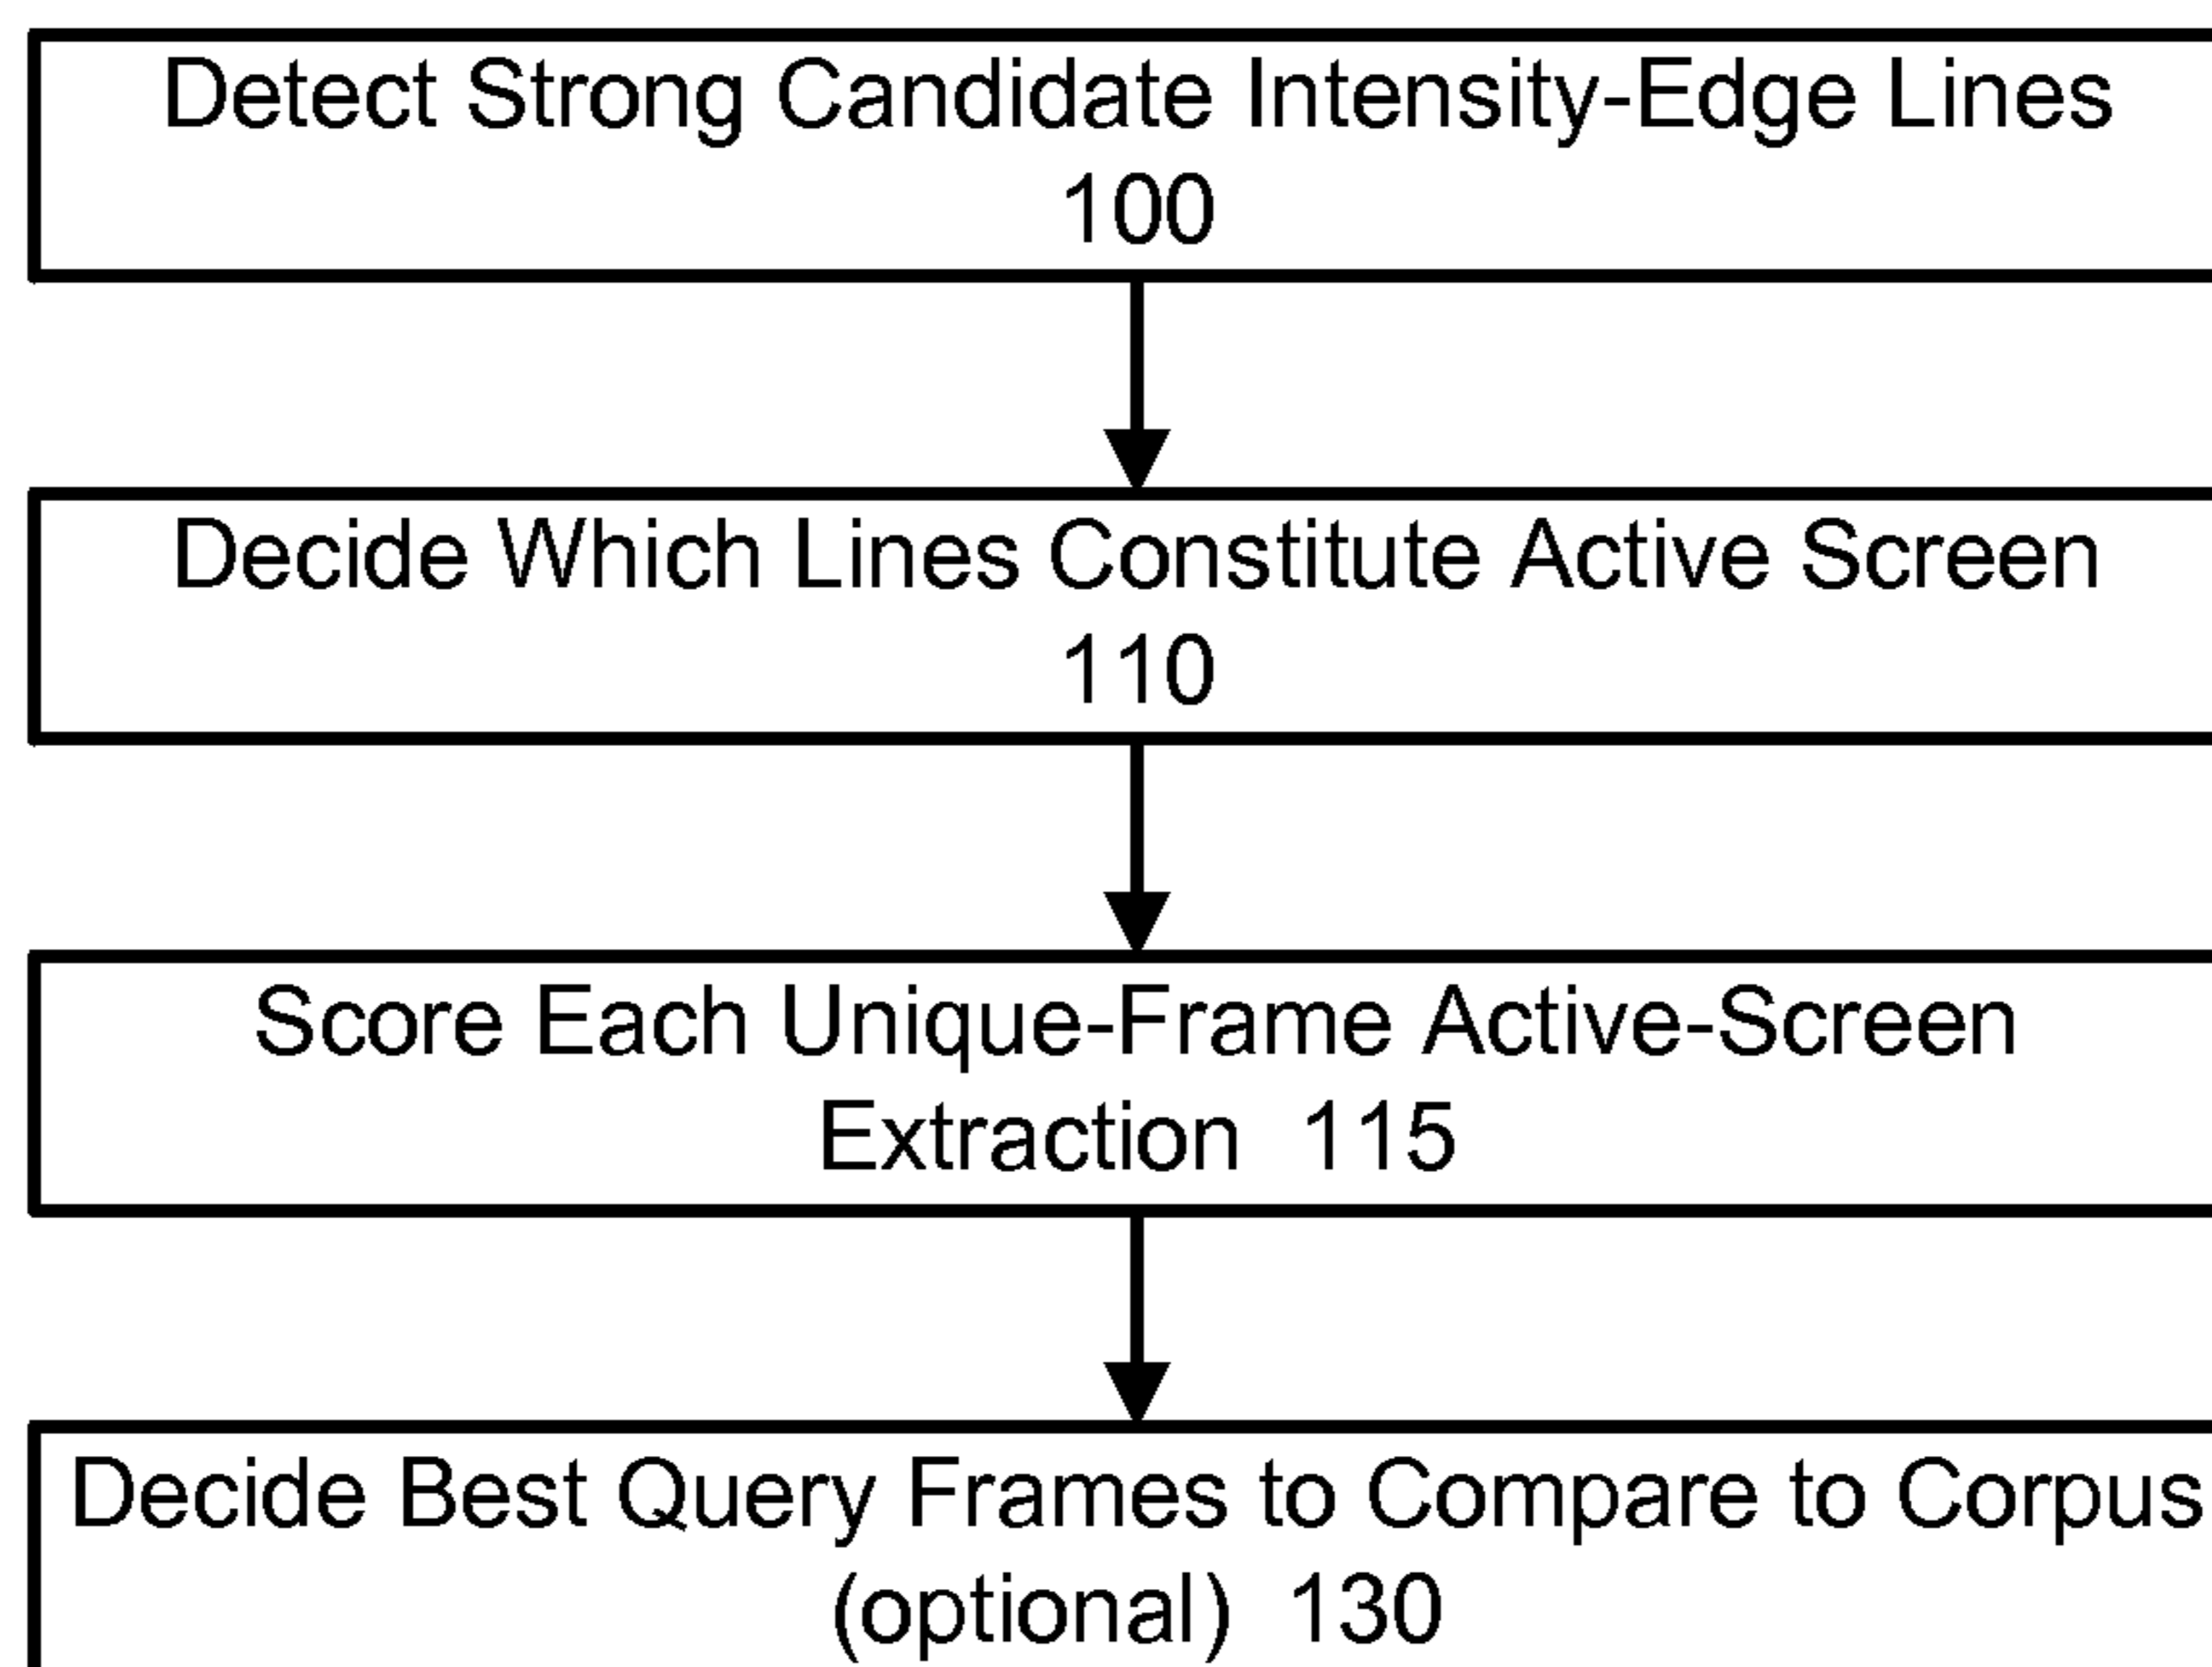 Detect Strong Candidate Intensity-Edge Lines
100
Decide Which Lines Constitute Active Screen
110
Score Each Unique-Frame Active-Screen
Extraction 115
Decide Best Query Frames to Compare to Corpus
(optional) 130